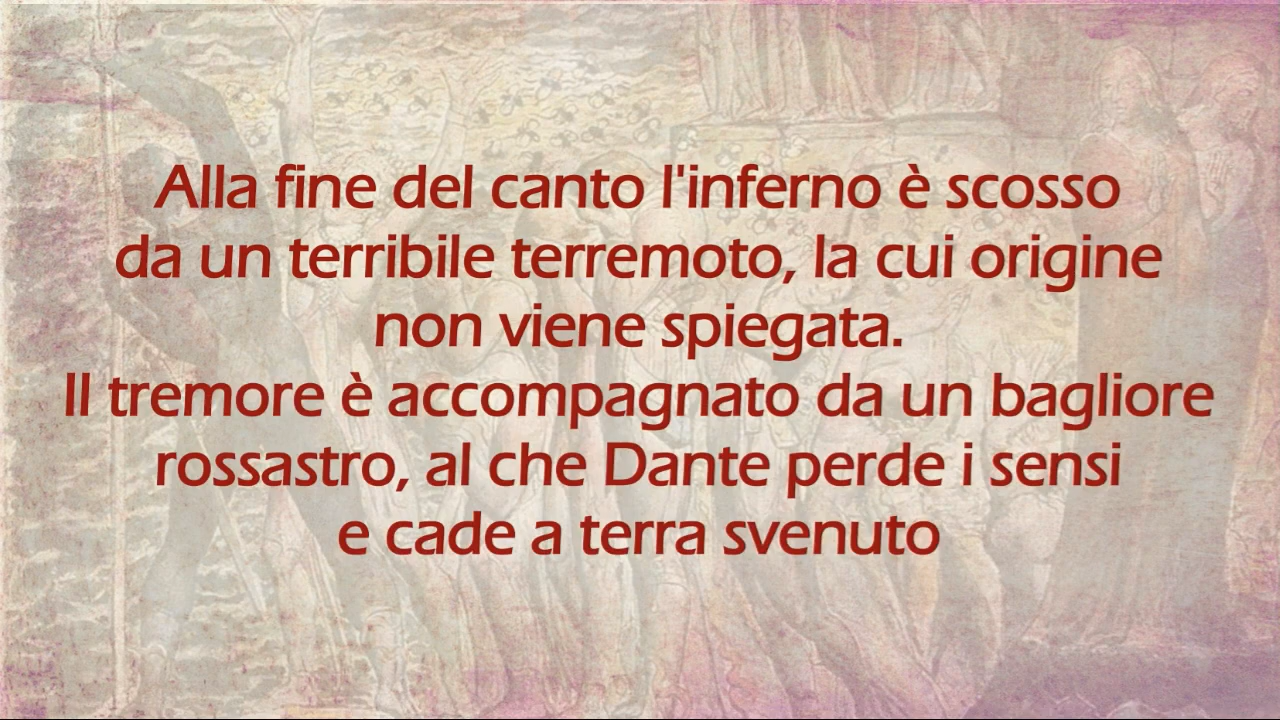 Alla fine del canto l'inferno è scosso
da un terribile terremoto, la cui origine
non viene spiegata.
Il tremore è accompagnato da un bagliore
rossastro, al che Dante perde i sensi
e cade a terra svenuto